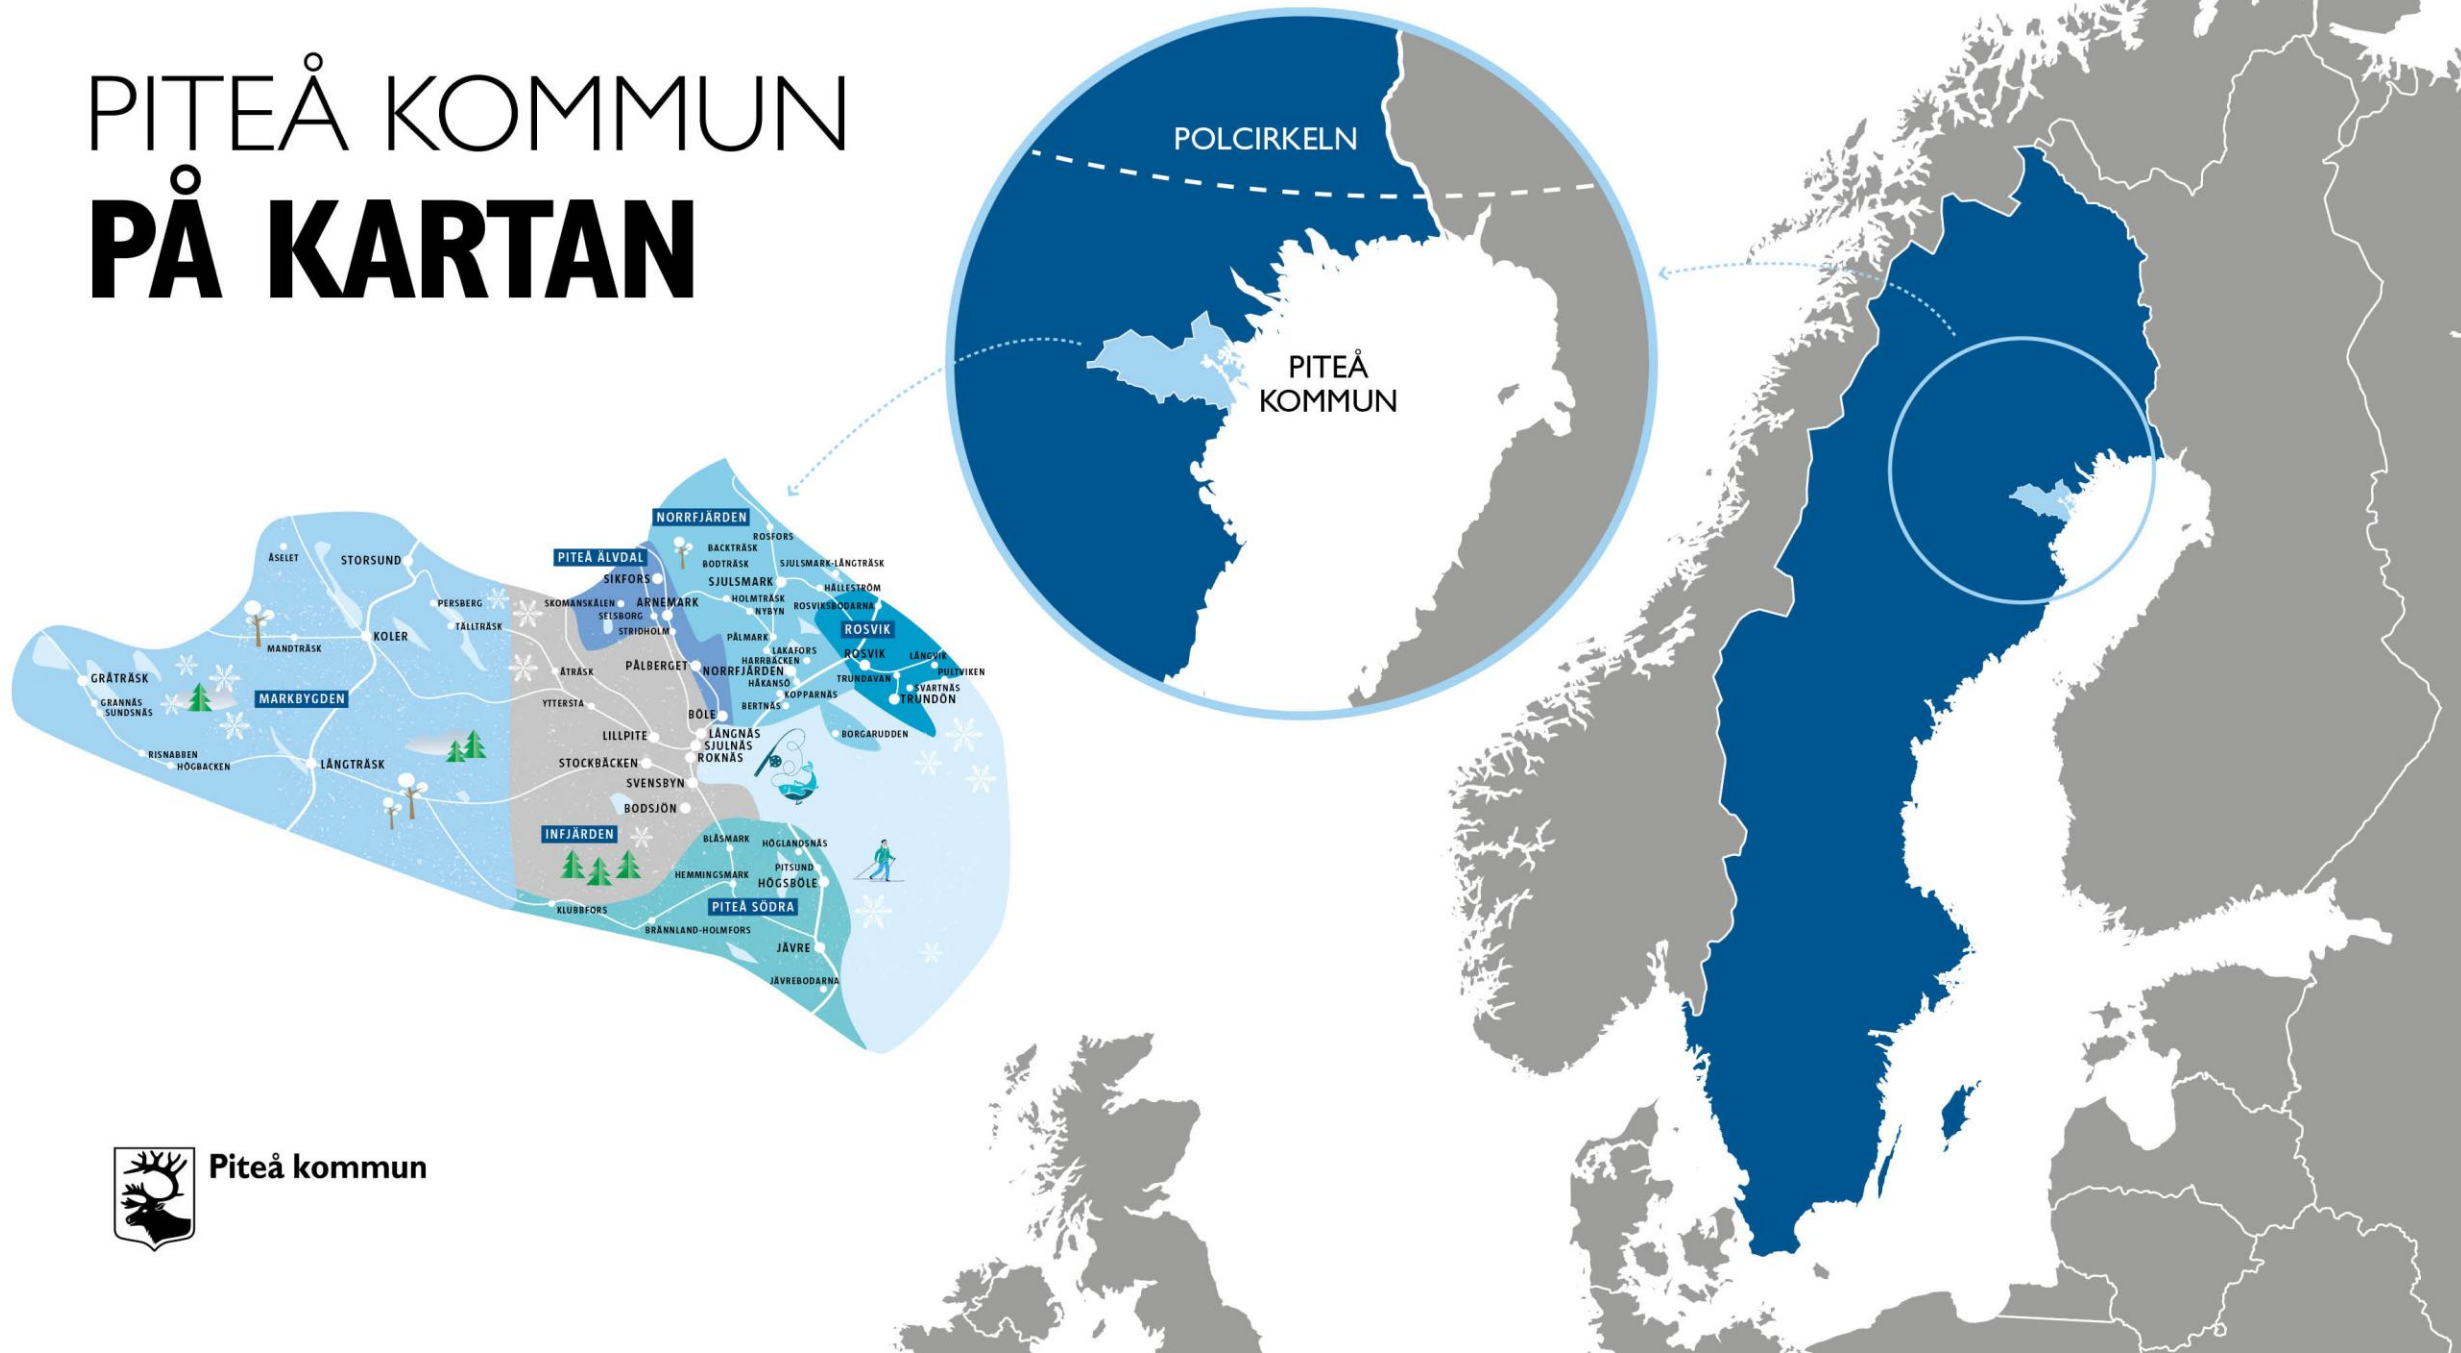 PITEÅ KOMMUN
PÅ KARTAN
POLCIRKELN
PITEÅ
KOMMUN
NORRFJÄRDEN
ROSFORS
BACKTRÄSK
PITEÅ ÄLVDAL
ÅSELET
STORSUND
BODTRÄSK
SJULSMARK-LÅNGTRÄSK
SIKFORS
SJULSMARK
HÄLLESTRÖM
PERSBERG
SKOMANSKÄLEN
ARNEMARK
HOLMTRÄSK
ROSVIKSBODARNA
SELSBORG
NYBYN
TÄLLTRÄSK
STRIDHOLM
ROSVIK
KOLER
PÅLMARK
MANDTRÄSK
LAKAFORS
ROSVIK
LÅNGVIK
HARRBÄCKEN
PÅLBERGET
NORRFJÄRDEN
ÅTRÄSK
PULTVIKEN
GRÅTRÄSK
TRUNDAVAN
HÅKANSÖ
SVARTNÄS
MARKBYGDEN
KOPPARNÄS
TRUNDÖN
GRANNÄS
SUNDSNÄS
YTTERSTA
BERTNÄS
BÖLE
LILLPITE
LÅNGNÄS
BORGARUDDEN
SJULNÄS
RISNABBEN
ROKNÄS
HÖGBACKEN
LÅNGTRÄSK
STOCKBÄCKEN
SVENSBYN
BODSJÖN
INFJÄRDEN
BLÅSMARK
HÖGLANDSNÄS
PITSUND
HEMMINGSMARK
HÖGSBÖLE
PITEÅ SÖDRA
KLUBBFORS
BRÄNNLAND-HOLMFORS
JÄVRE
JÄVREBODARNA
Piteå kommun